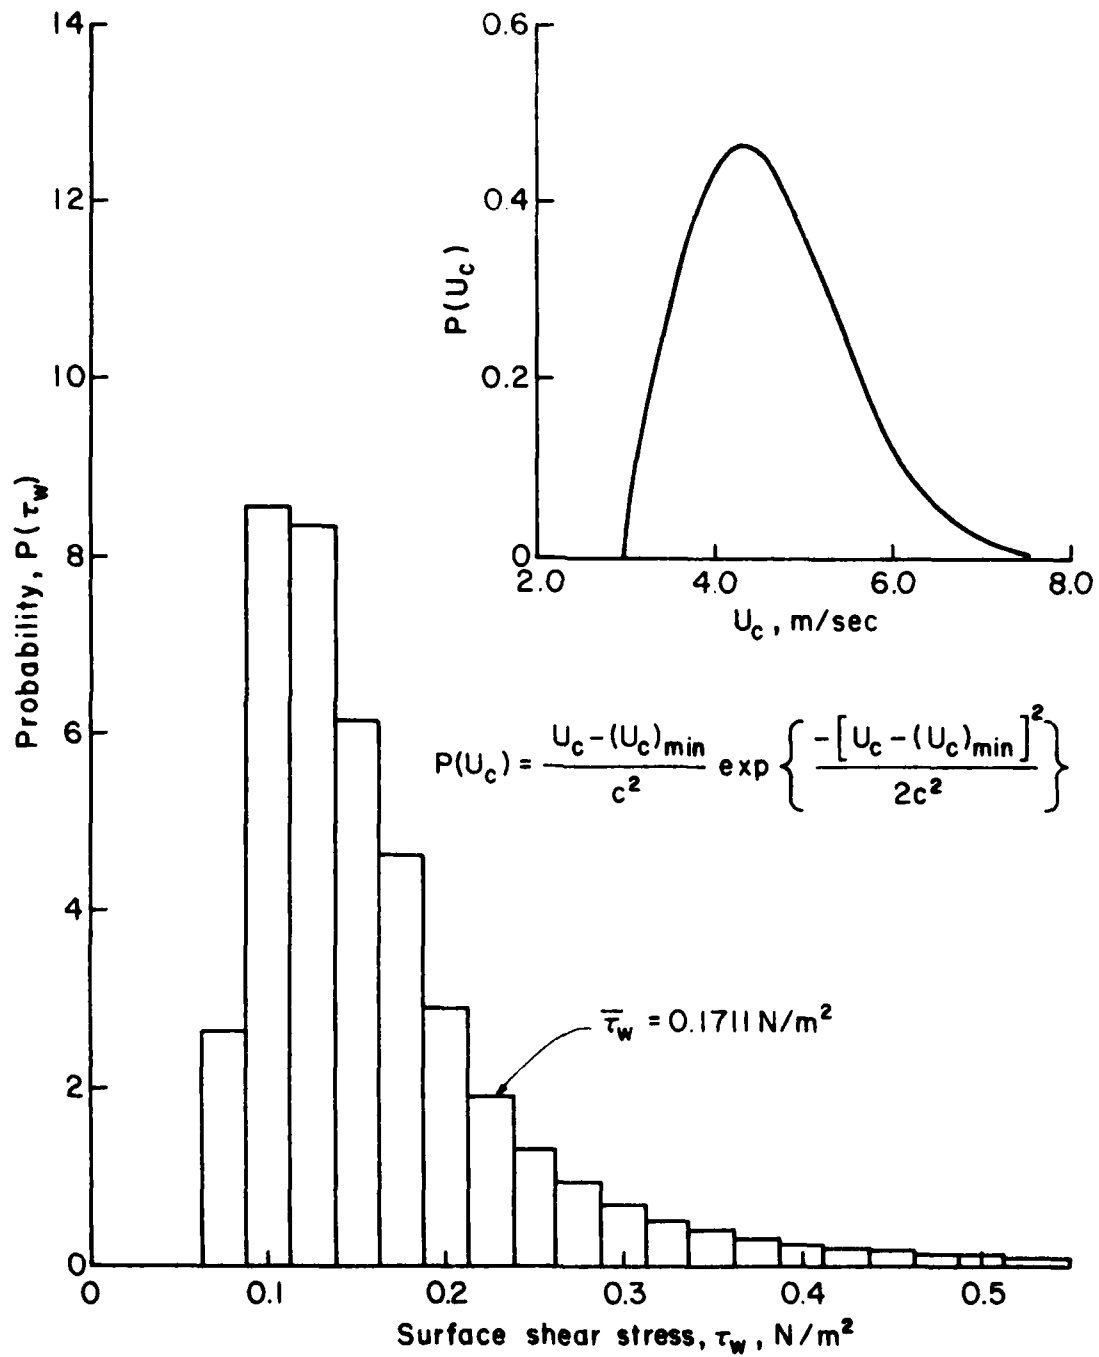 14
12
10
8
6
4
2
0
Probability, P(τw)
0 0.1 0.2 0.3 0.4 0.5
Surface shear stress, τw, N/m²
τ̄w = 0.1711 N/m²
0.6
0.4
0.2
0
P(Uc)
2.0 4.0 6.0 8.0
Uc, m/sec
P(Uc) = Uc-(Uc)min / c² exp { -[Uc-(Uc)min]² / 2c² }